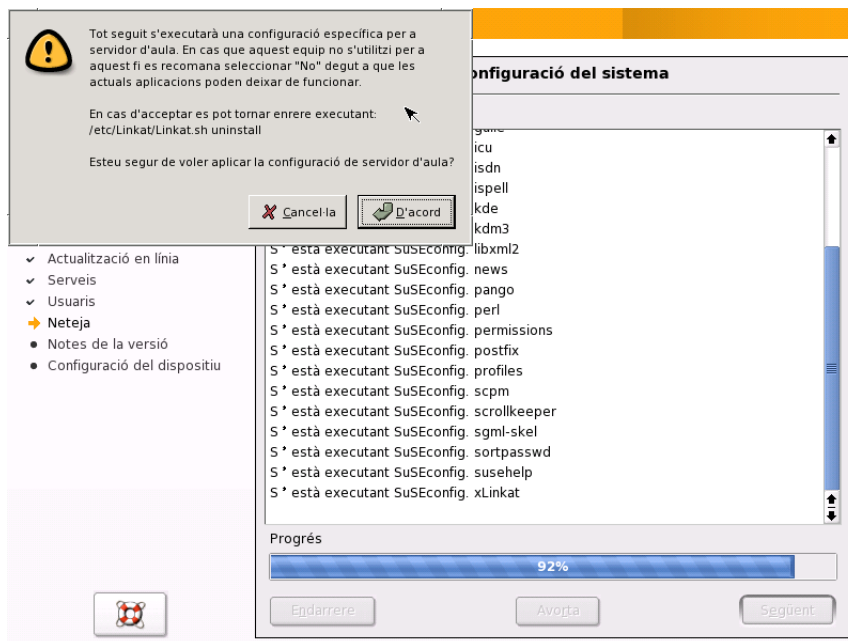 Tot seguit s'executarà una configuració específica per a
servidor d'aula. En cas que aquest equip no s'utilitzi per a
aquest fi es recomana seleccionar "No" degut a que les
actuals aplicacions poden deixar de funcionar.
En cas d'acceptar es pot tornar enrere executant:
/etc/Linkat/Linkat.sh uninstall
Esteu segur de voler aplicar la configuració de servidor d'aula?
Cancel·la
D'acord
onfiguració del sistema
icu
isdn
ispell
kde
kdm3
S ’ està executant SuSEconfig. libxml2
S ’ està executant SuSEconfig. news
S ’ està executant SuSEconfig. pango
S ’ està executant SuSEconfig. perl
S ’ està executant SuSEconfig. permissions
S ’ està executant SuSEconfig. postfix
S ’ està executant SuSEconfig. profiles
S ’ està executant SuSEconfig. scpm
S ’ està executant SuSEconfig. scrollkeeper
S ’ està executant SuSEconfig. sgml-skel
S ’ està executant SuSEconfig. sortpasswd
S ’ està executant SuSEconfig. susehelp
S ’ està executant SuSEconfig. xLinkat
Actualització en línia
Serveis
Usuaris
Neteja
Notes de la versió
Configuració del dispositiu
Progrés
92%
Endarrere
Avorta
Següent